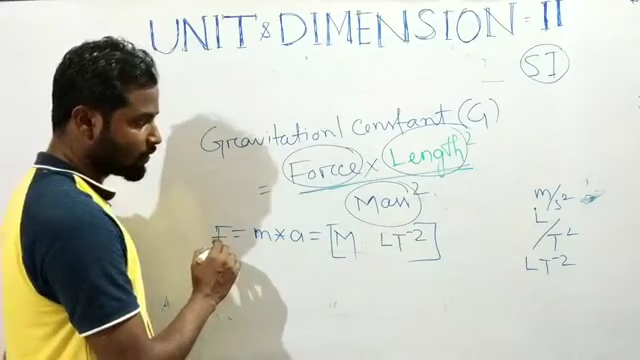 UNIT & DIMENSION = II
SI
Gravitational constant (G)
= Force × Length²
Mass²
F = m * a = [M LT⁻²]
m/s²
L
/T²
LT⁻²